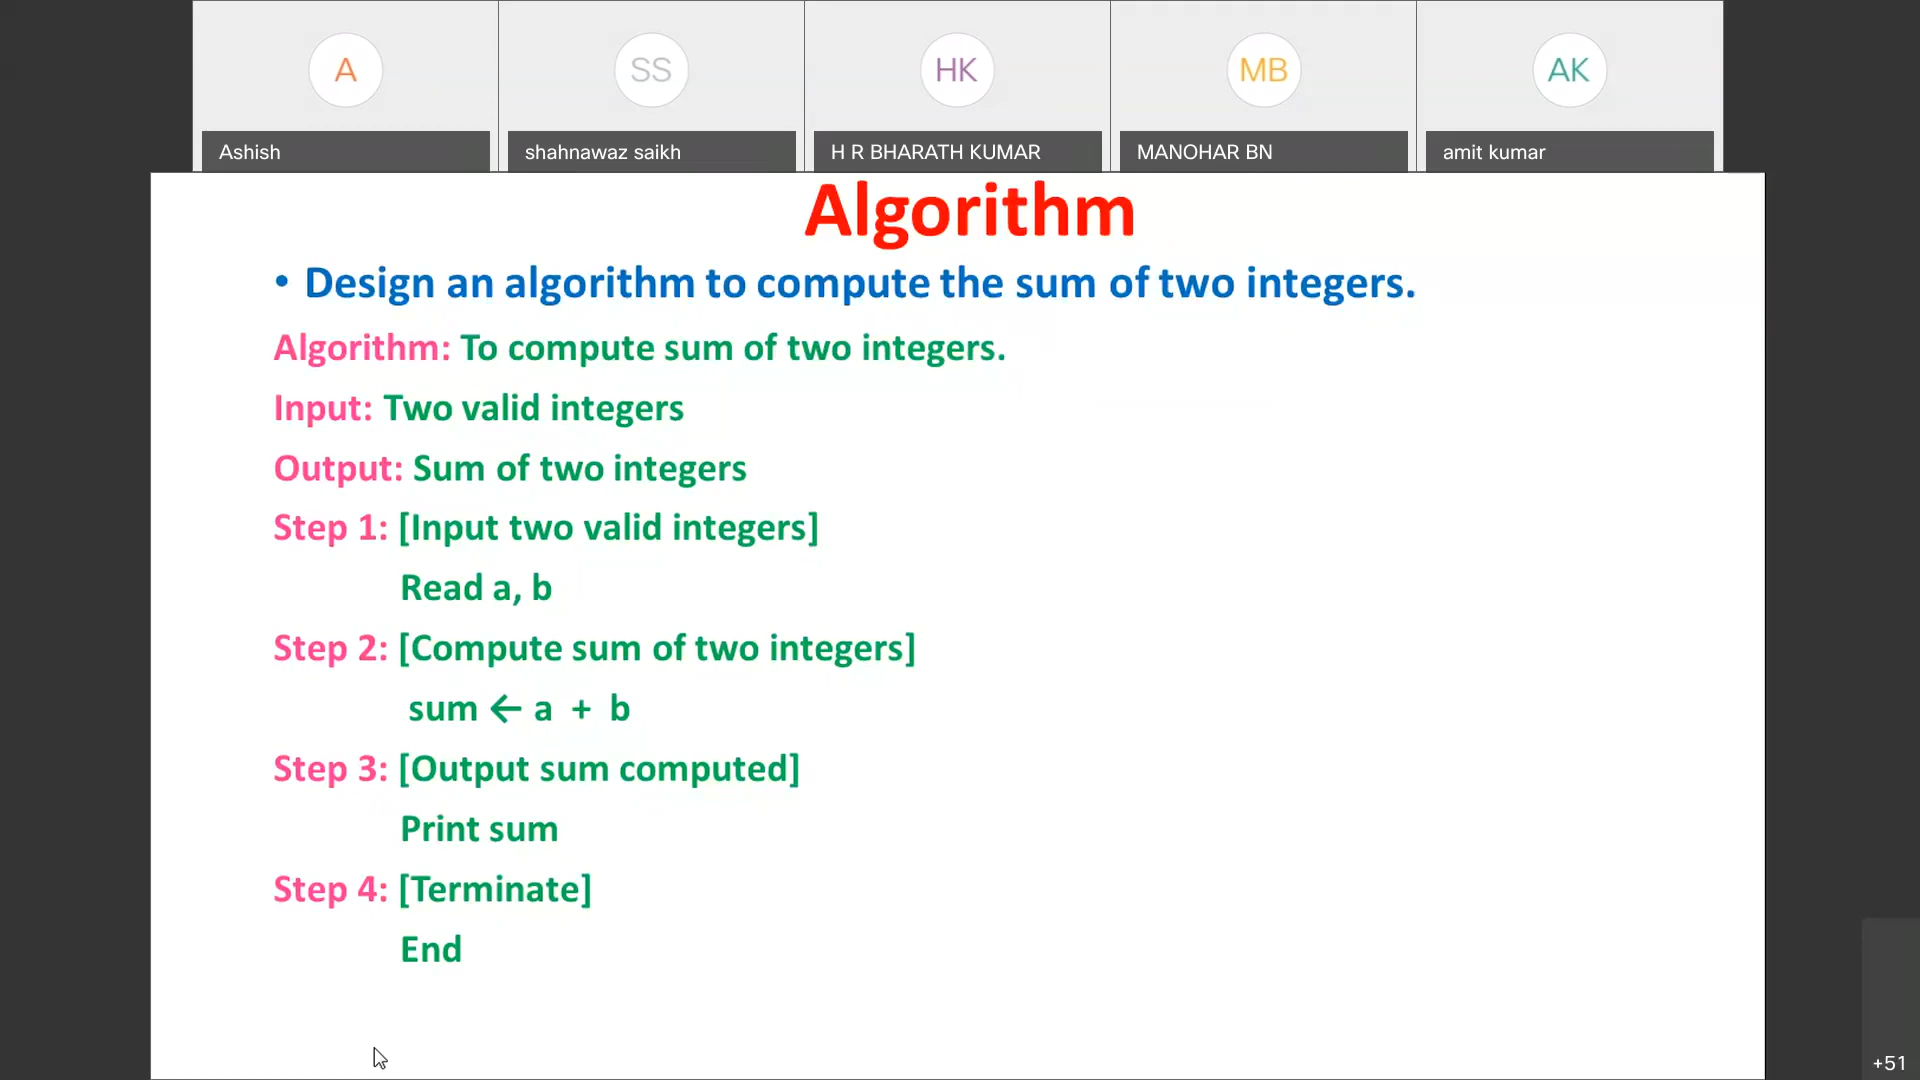 A
SS
HK
MB
AK
Ashish
shahnawaz saikh
H R BHARATH KUMAR
MANOHAR BN
amit kumar
Algorithm
• Design an algorithm to compute the sum of two integers.
Algorithm: To compute sum of two integers.
Input: Two valid integers
Output: Sum of two integers
Step 1: [Input two valid integers]
Read a, b
Step 2: [Compute sum of two integers]
sum ← a + b
Step 3: [Output sum computed]
Print sum
Step 4: [Terminate]
End
+51